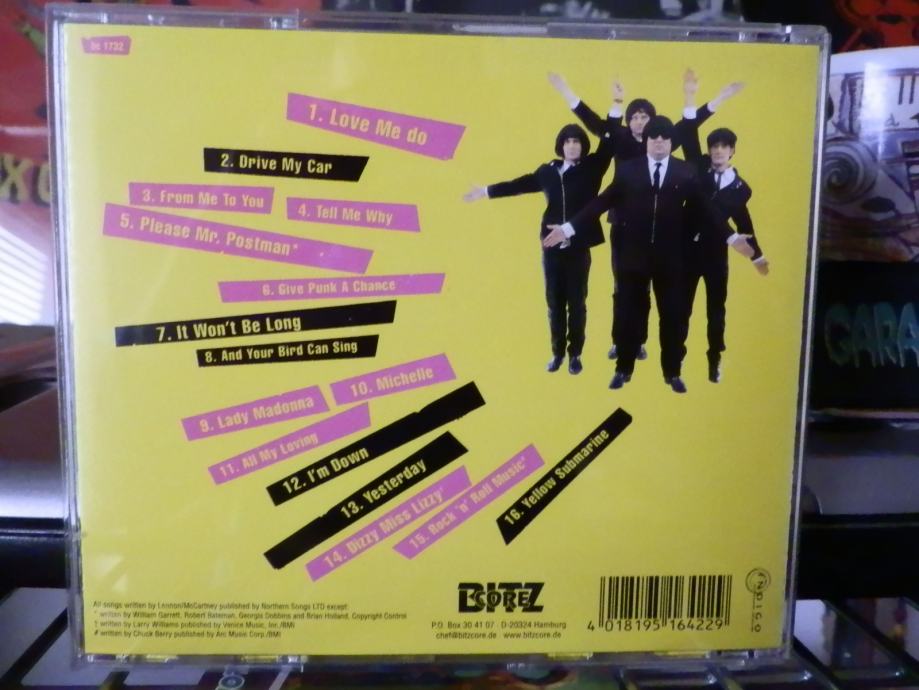 bc 1732
1. Love Me do
2. Drive My Car
3. From Me To You
4. Tell Me Why
5. Please Mr. Postman*
6. Give Punk A Chance
7. It Won't Be Long
8. And Your Bird Can Sing
9. Lady Madonna
10. Michelle
11. All My Loving
12. I'm Down
13. Yesterday
14. Dizzy Miss Lizzy
15. Rock 'n' Roll Music
16. Yellow Submarine
All songs written by Lennon/McCartney published by Northern Songs LTD except:
* written by William Garrett, Robert Bateman, Georgia Dobbins and Brian Holland, Copyright Control
† written by Larry Williams published by Venice Music, Inc./BMI
# written by Chuck Berry published by Arc Music Corp./BMI
BITZ
CORE
P.O. Box 30 41 07 · D-20324 Hamburg
chef@bitzcore.de · www.bitzcore.de
4 018195 164229
INDIGO
GARA